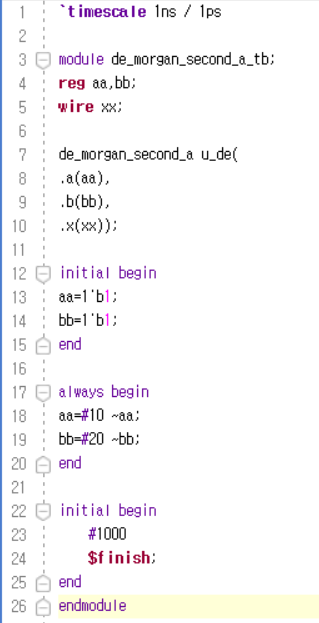 1 `timescale 1ns / 1ps
2
3 module de_morgan_second_a_tb;
4 reg aa,bb;
5 wire xx;
6
7 de_morgan_second_a u_de(
8 .a(aa),
9 .b(bb),
10 .x(xx));
11
12 initial begin
13 aa=1'b1;
14 bb=1'b1;
15 end
16
17 always begin
18 aa=#10 ~aa;
19 bb=#20 ~bb;
20 end
21
22 initial begin
23 #1000
24 $finish;
25 end
26 endmodule